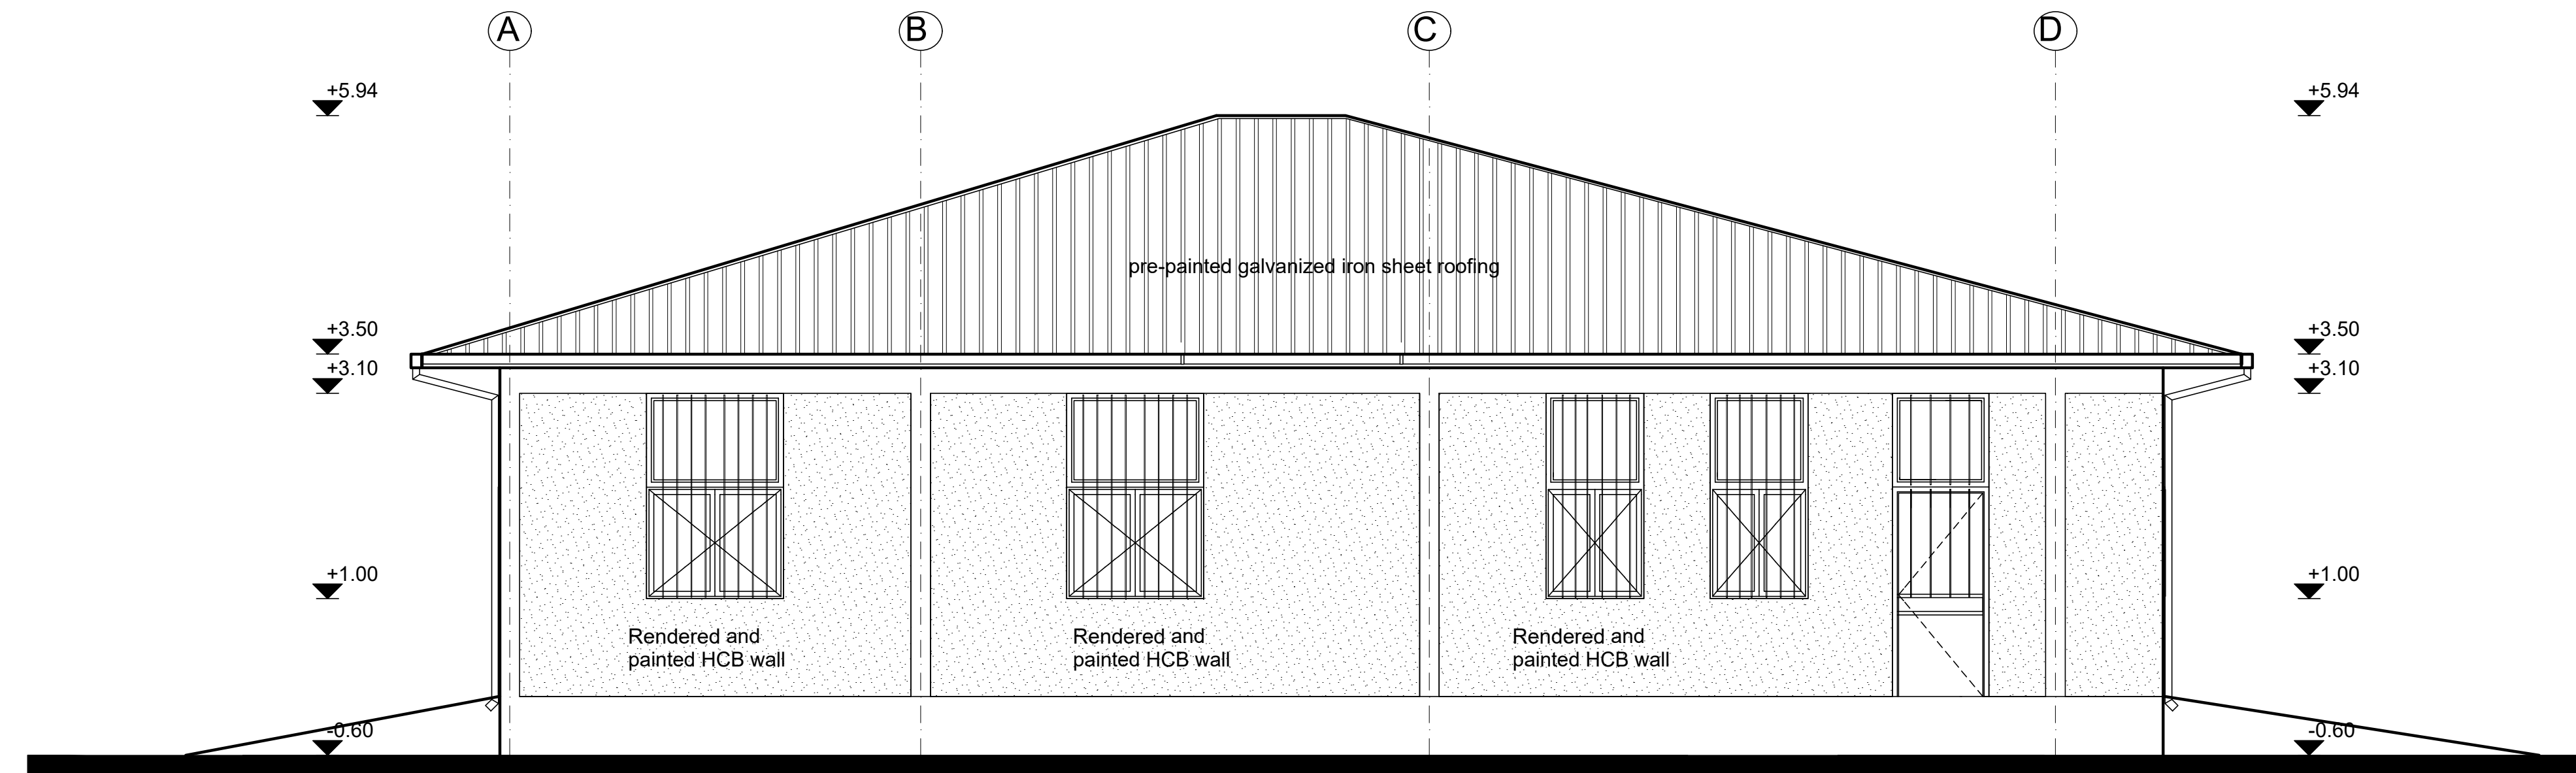 A B C D
+5.94 +5.94
pre-painted galvanized iron sheet roofing
+3.50 +3.50
+3.10 +3.10
+1.00 +1.00
Rendered and Rendered and Rendered and
painted HCB wall painted HCB wall painted HCB wall
-0.60 -0.60